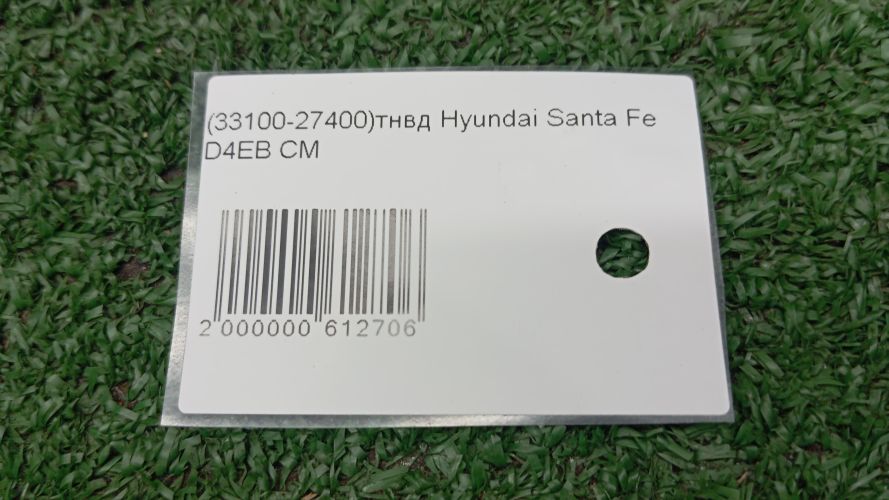 (33100-27400)тнвд Hyundai Santa Fe
D4EB CM
2 000000 612706